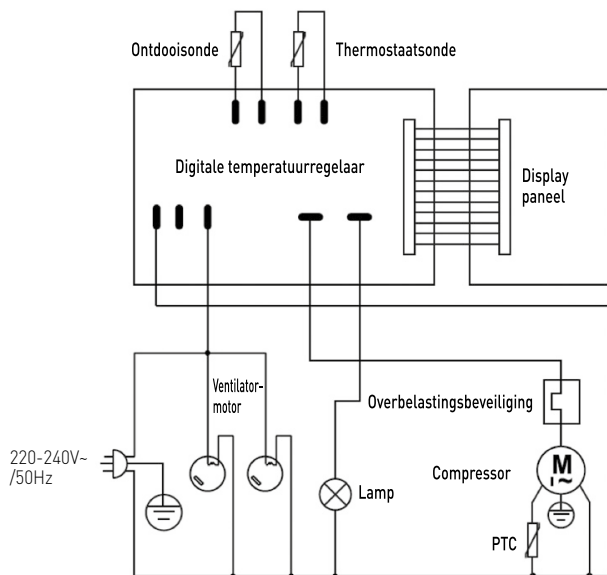 Ontdooisonde
Thermostaatsonde
Digitale temperatuurregelaar
Display
paneel
Ventilator-
motor
Overbelastingsbeveiliging
220-240V~
/50Hz
Lamp
Compressor
M
I ~
PTC